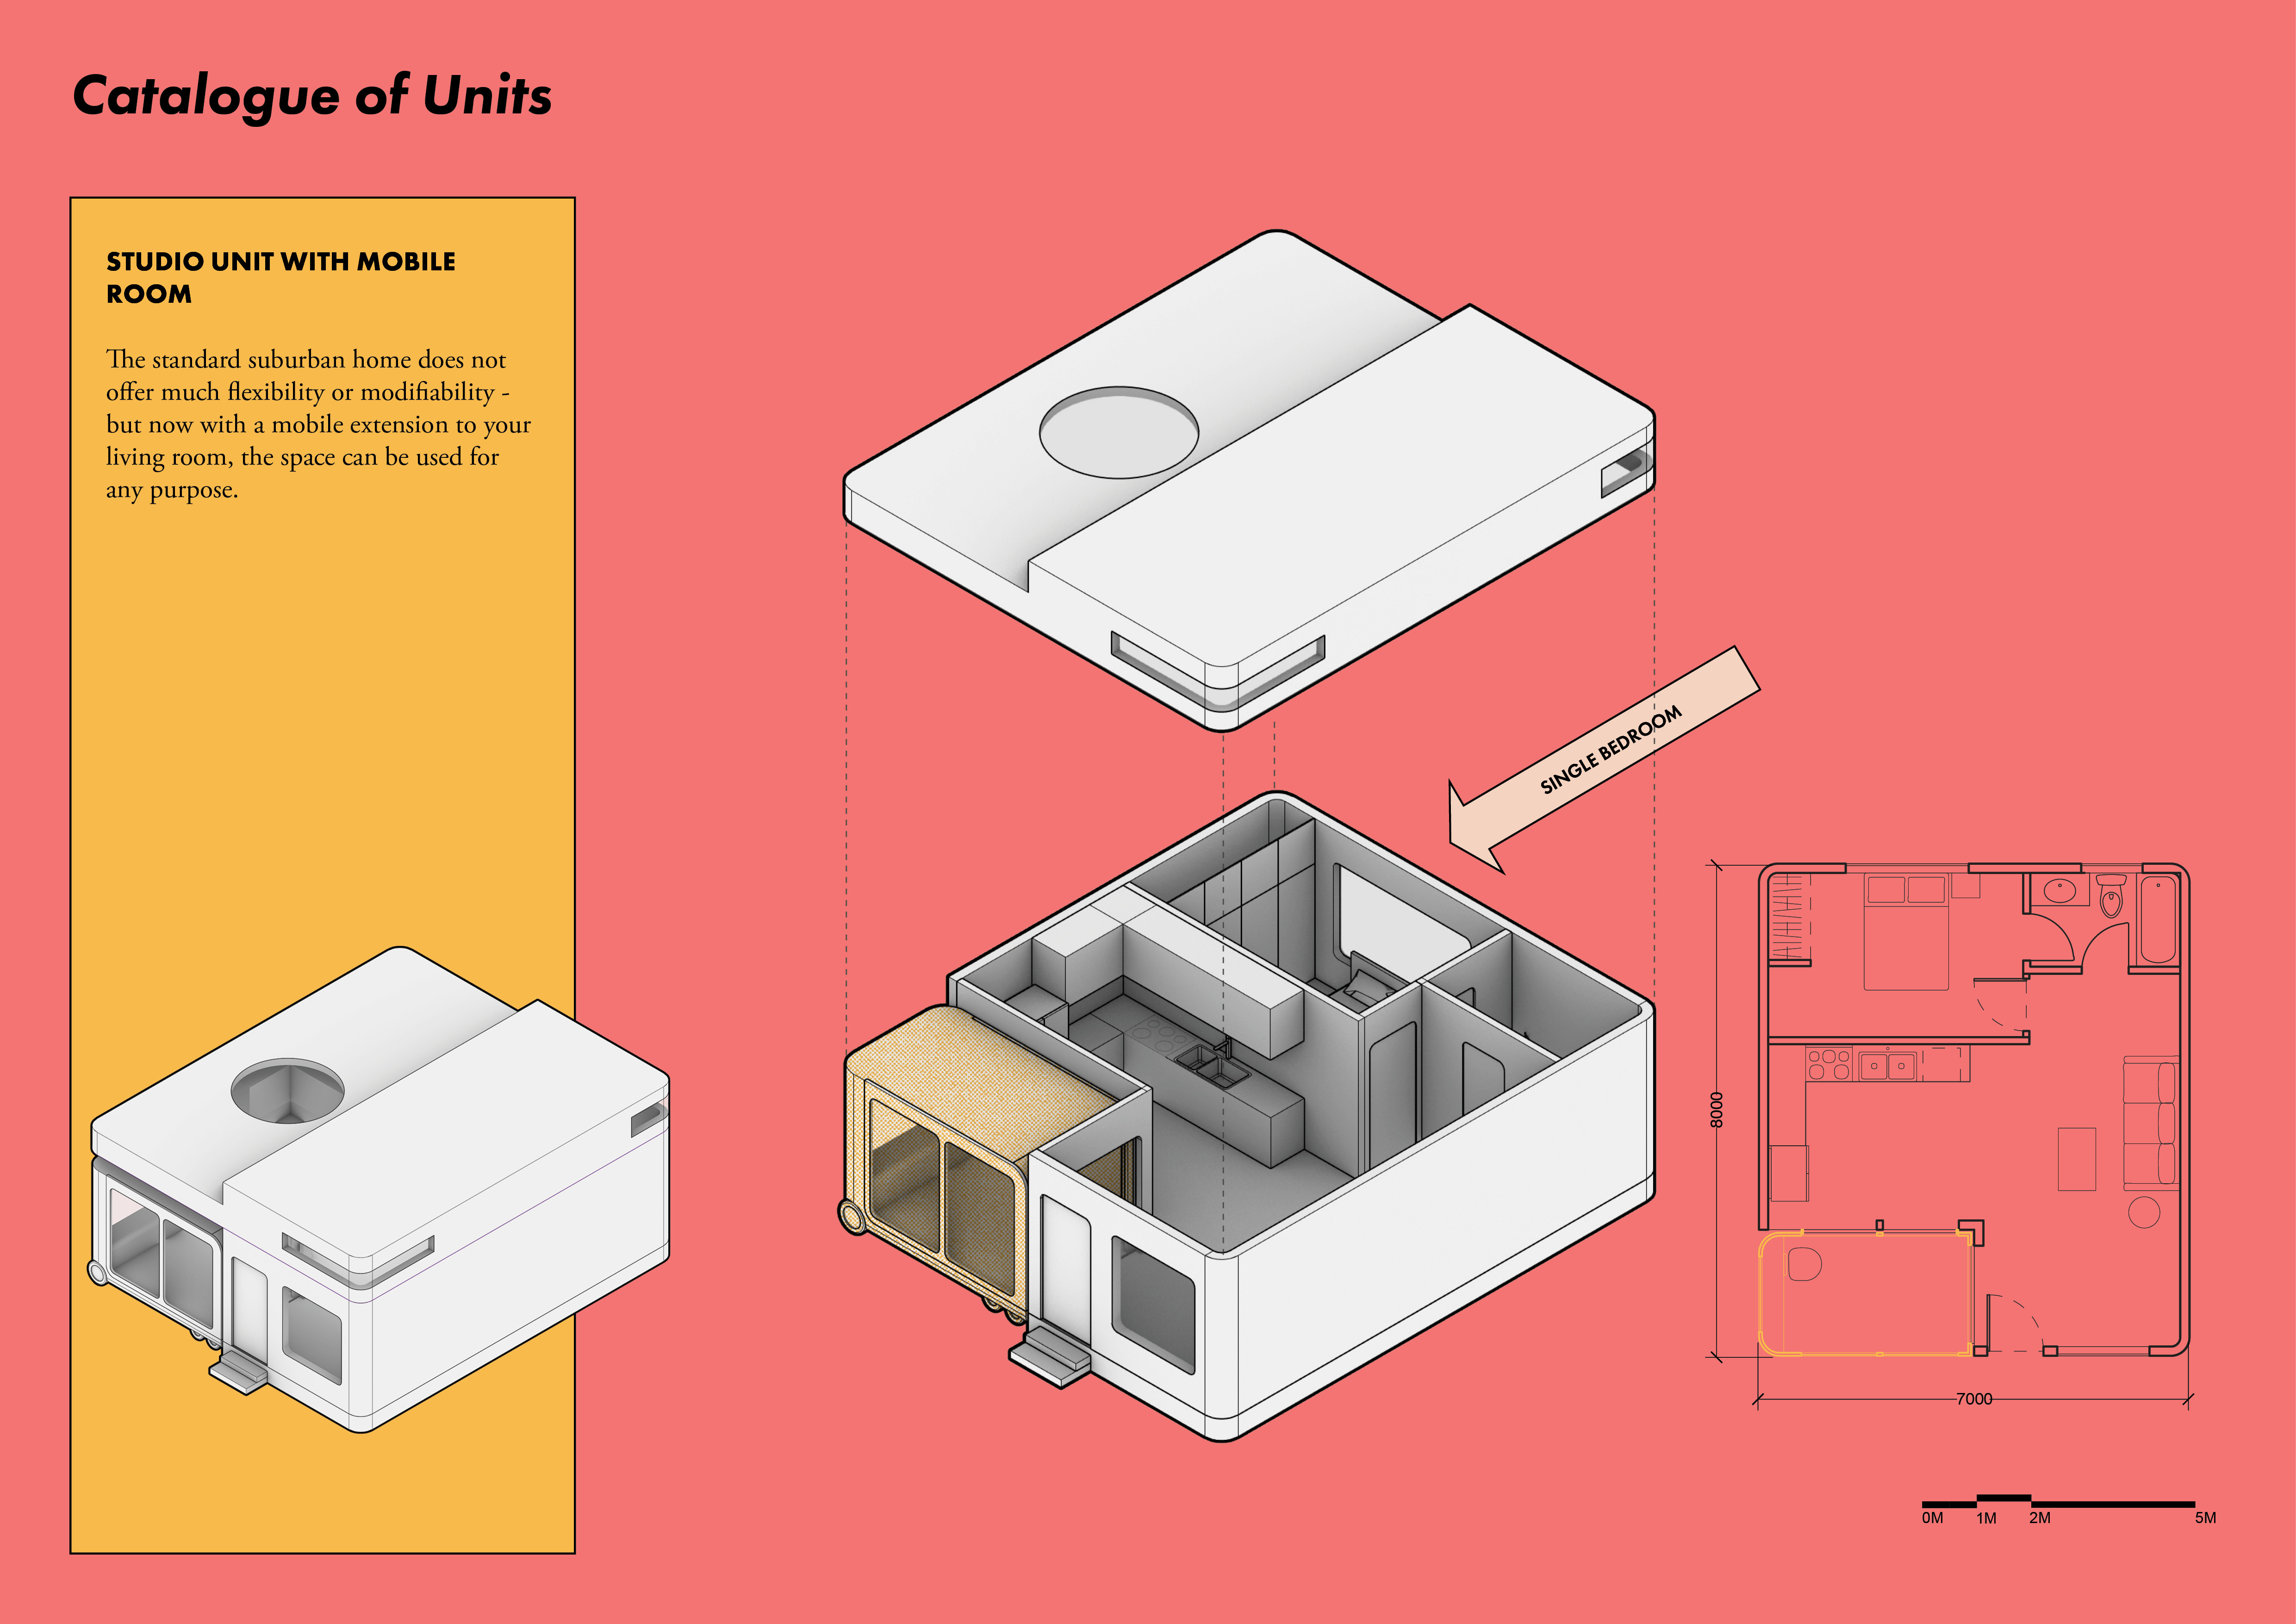 Catalogue of Units
STUDIO UNIT WITH MOBILE
ROOM
The standard suburban home does not
offer much flexibility or modifiability -
but now with a mobile extension to your
living room, the space can be used for
any purpose.
SINGLE BEDROOM
8000
7000
0M 1M 2M 5M